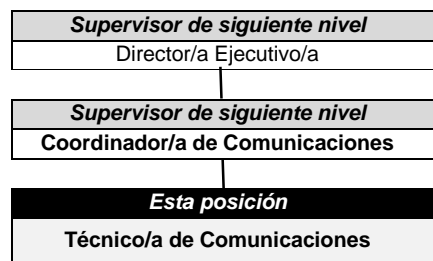 Supervisor de siguiente nivel
Director/a Ejecutivo/a
Supervisor de siguiente nivel
Coordinador/a de Comunicaciones
Esta posición
Técnico/a de Comunicaciones